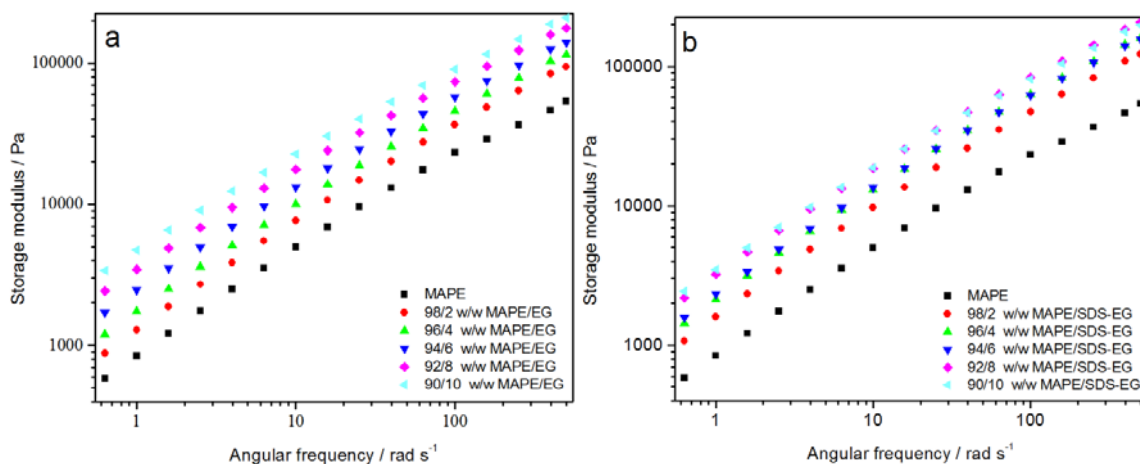 a
Storage modulus / Pa
100000
10000
1000
MAPE
98/2 w/w MAPE/EG
96/4 w/w MAPE/EG
94/6 w/w MAPE/EG
92/8 w/w MAPE/EG
90/10 w/w MAPE/EG
1 10 100
Angular frequency / rad s⁻¹
b
Storage modulus / Pa
100000
10000
1000
MAPE
98/2 w/w MAPE/SDS-EG
96/4 w/w MAPE/SDS-EG
94/6 w/w MAPE/SDS-EG
92/8 w/w MAPE/SDS-EG
90/10 w/w MAPE/SDS-EG
1 10 100
Angular frequency / rad s⁻¹